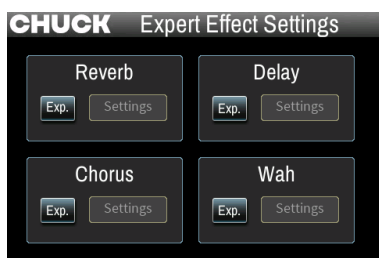 CHUCK Expert Effect Settings
Reverb
Exp. Settings
Delay
Exp. Settings
Chorus
Exp. Settings
Wah
Exp. Settings